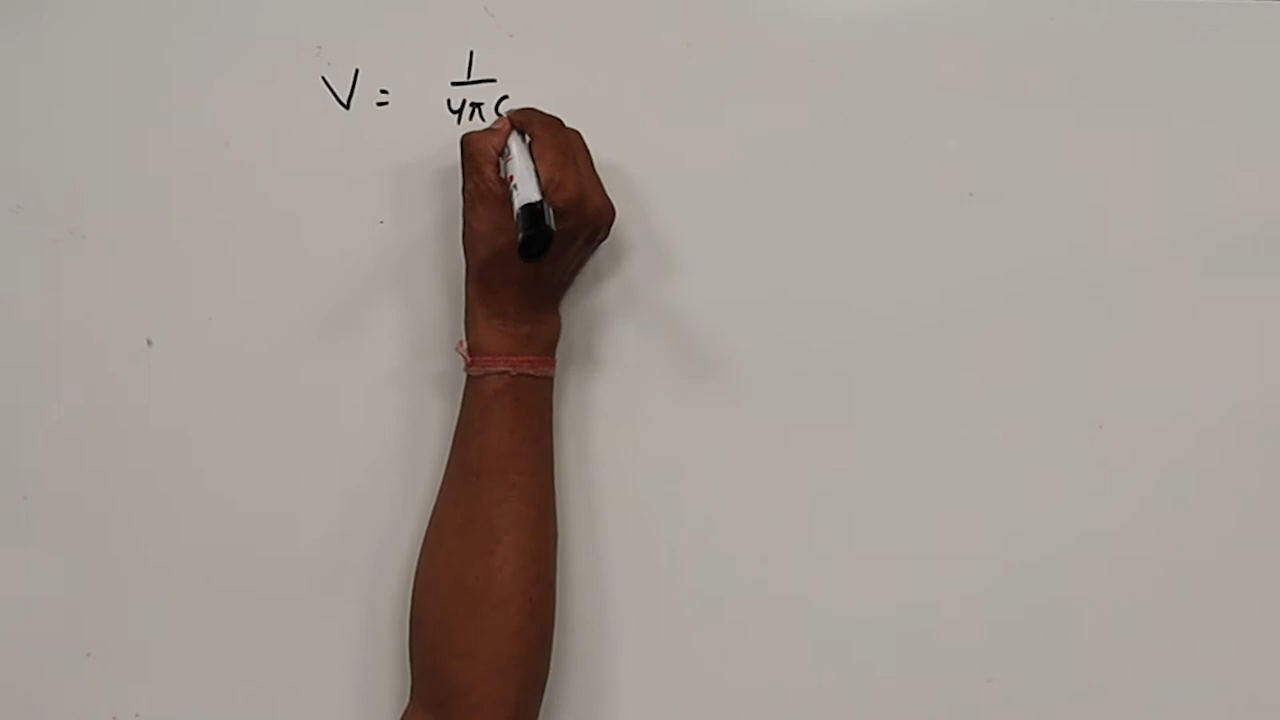 V = 1/4π